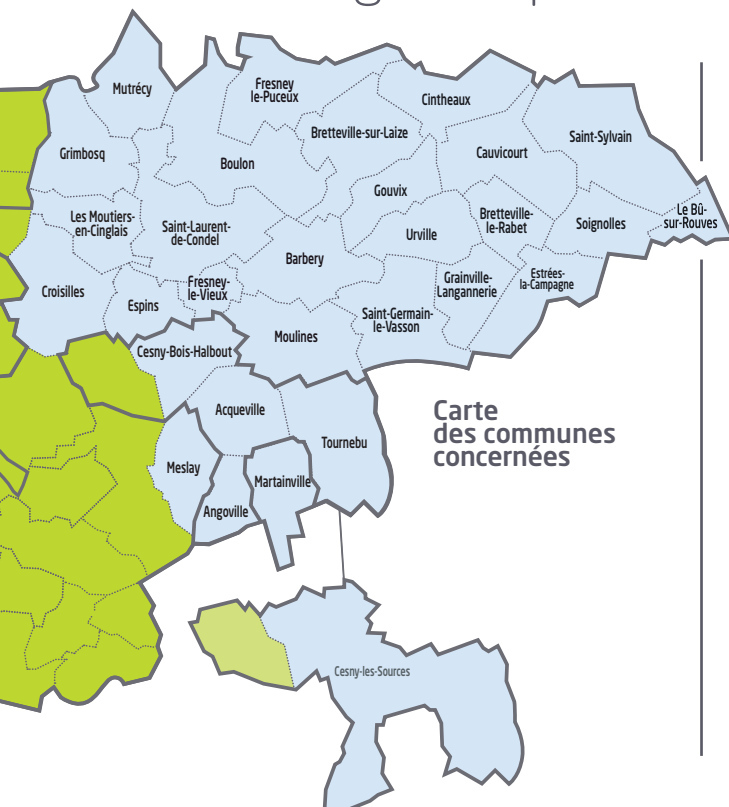 Mutrécy
Fresney
le-Puceux
Cintheaux
Bretteville-sur-Laize
Saint-Sylvain
Grimbosq
Boulon
Cauvicourt
Gouvix
Les Moutiers-
en-Cinglais
Saint-Laurent-
de-Condel
Urville
Bretteville-
le-Rabet
Soignolles
Le Bû-
sur-Rouves
Barbery
Croisilles
Espins
Fresney-
le-Vieux
Grainville-
Langannerie
Estrées-
la-Campagne
Saint-Germain-
le-Vasson
Moulines
Cesny-Bois-Halbout
Acqueville
Tournebu
Meslay
Martainville
Angoville
Carte
des communes
concernées
Cesny-les-Sources